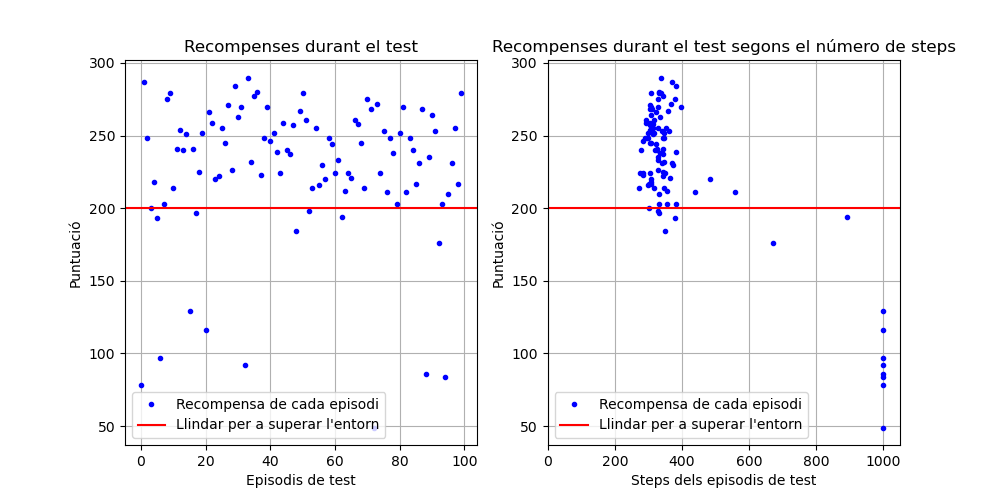 Recompenses durant el test
300
250
200
150
100
50
0 20 40 60 80 100
Puntuació
Episodis de test
Recompensa de cada episodi
Llindar per a superar l'entorn
Recompenses durant el test segons el número de steps
300
250
200
150
100
50
0 200 400 600 800 1000
Puntuació
Steps dels episodis de test
Recompensa de cada episodi
Llindar per a superar l'entorn